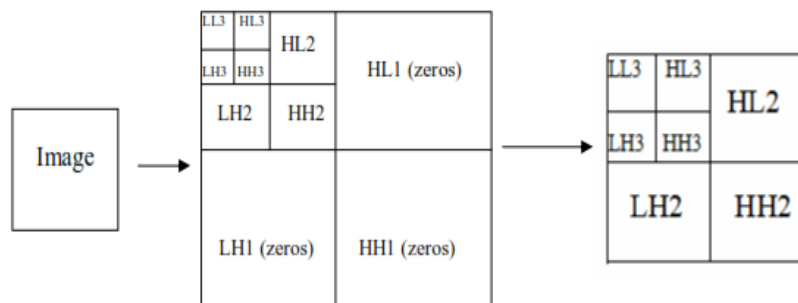 Image
LL3 HL3
LH3 HH3
HL2
LH2 HH2
HL1 (zeros)
LH1 (zeros)
HH1 (zeros)
LL3 HL3
LH3 HH3
HL2
LH2
HH2